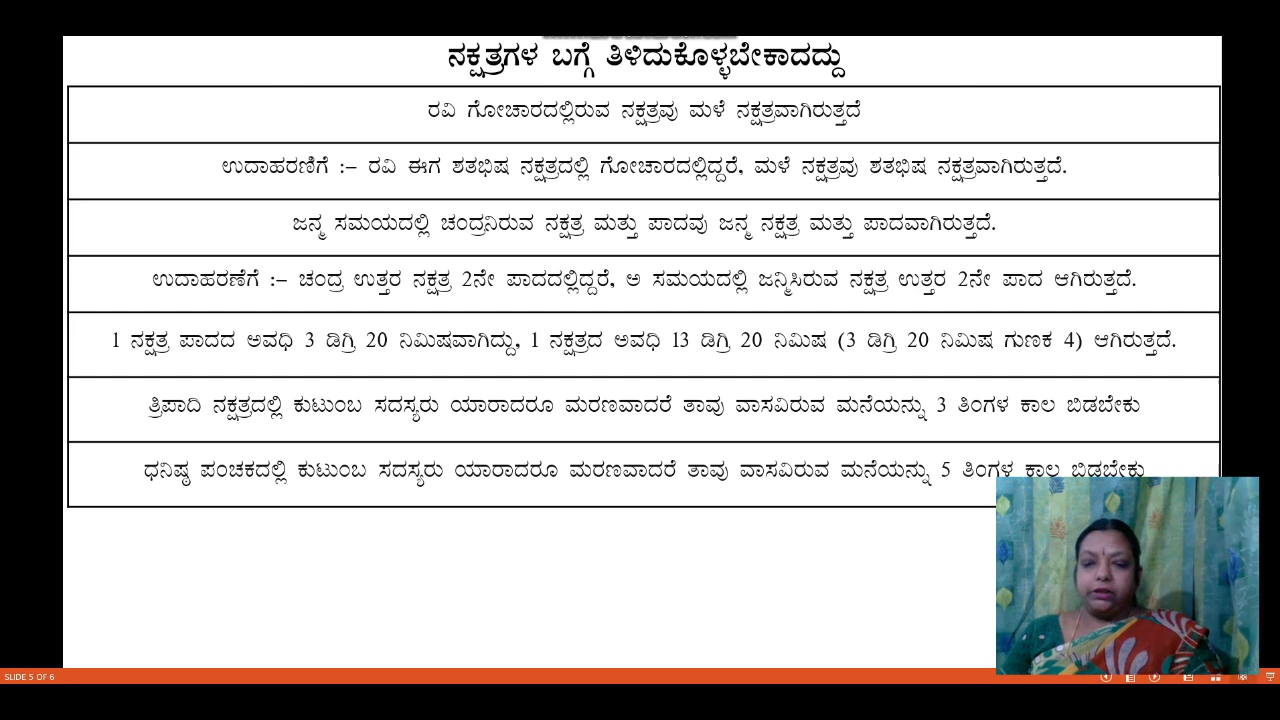 ನಕ್ಷತ್ರಗಳ ಬಗ್ಗೆ ತಿಳಿದುಕೊಳ್ಳಬೇಕಾದದ್ದು
ರವಿ ಗೋಚಾರದಲ್ಲಿರುವ ನಕ್ಷತ್ರವು ಮಳೆ ನಕ್ಷತ್ರವಾಗಿರುತ್ತದೆ
ಉದಾಹರಣಿಗೆ :– ರವಿ ಈಗ ಶತಭಿಷ ನಕ್ಷತ್ರದಲ್ಲಿ ಗೋಚಾರದಲ್ಲಿದ್ದರೆ, ಮಳೆ ನಕ್ಷತ್ರವು ಶತಭಿಷ ನಕ್ಷತ್ರವಾಗಿರುತ್ತದೆ.
ಜನ್ಮ ಸಮಯದಲ್ಲಿ ಚಂದ್ರನಿರುವ ನಕ್ಷತ್ರ ಮತ್ತು ಪಾದವು ಜನ್ಮ ನಕ್ಷತ್ರ ಮತ್ತು ಪಾದವಾಗಿರುತ್ತದೆ.
ಉದಾಹರಣೆಗೆ :– ಚಂದ್ರ ಉತ್ತರ ನಕ್ಷತ್ರ 2ನೇ ಪಾದದಲ್ಲಿದ್ದರೆ, ಅ ಸಮಯದಲ್ಲಿ ಜನ್ಮಿಸಿರುವ ನಕ್ಷತ್ರ ಉತ್ತರ 2ನೇ ಪಾದ ಆಗಿರುತ್ತದೆ.
1 ನಕ್ಷತ್ರ ಪಾದದ ಅವಧಿ 3 ಡಿಗ್ರಿ 20 ನಿಮಿಷವಾಗಿದ್ದು, 1 ನಕ್ಷತ್ರದ ಅವಧಿ 13 ಡಿಗ್ರಿ 20 ನಿಮಿಷ (3 ಡಿಗ್ರಿ 20 ನಿಮಿಷ ಗುಣಕ 4) ಆಗಿರುತ್ತದೆ.
ತ್ರಿಪಾದಿ ನಕ್ಷತ್ರದಲ್ಲಿ ಕುಟುಂಬ ಸದಸ್ಯರು ಯಾರಾದರೂ ಮರಣವಾದರೆ ತಾವು ವಾಸವಿರುವ ಮನೆಯನ್ನು 3 ತಿಂಗಳ ಕಾಲ ಬಿಡಬೇಕು
ಧನಿಷ್ಠ ಪಂಚಕದಲ್ಲಿ ಕುಟುಂಬ ಸದಸ್ಯರು ಯಾರಾದರೂ ಮರಣವಾದರೆ ತಾವು ವಾಸವಿರುವ ಮನೆಯನ್ನು 5 ತಿಂಗಳ ಕಾಲ ಬಿಡಬೇಕು
SLIDE 5 OF 6